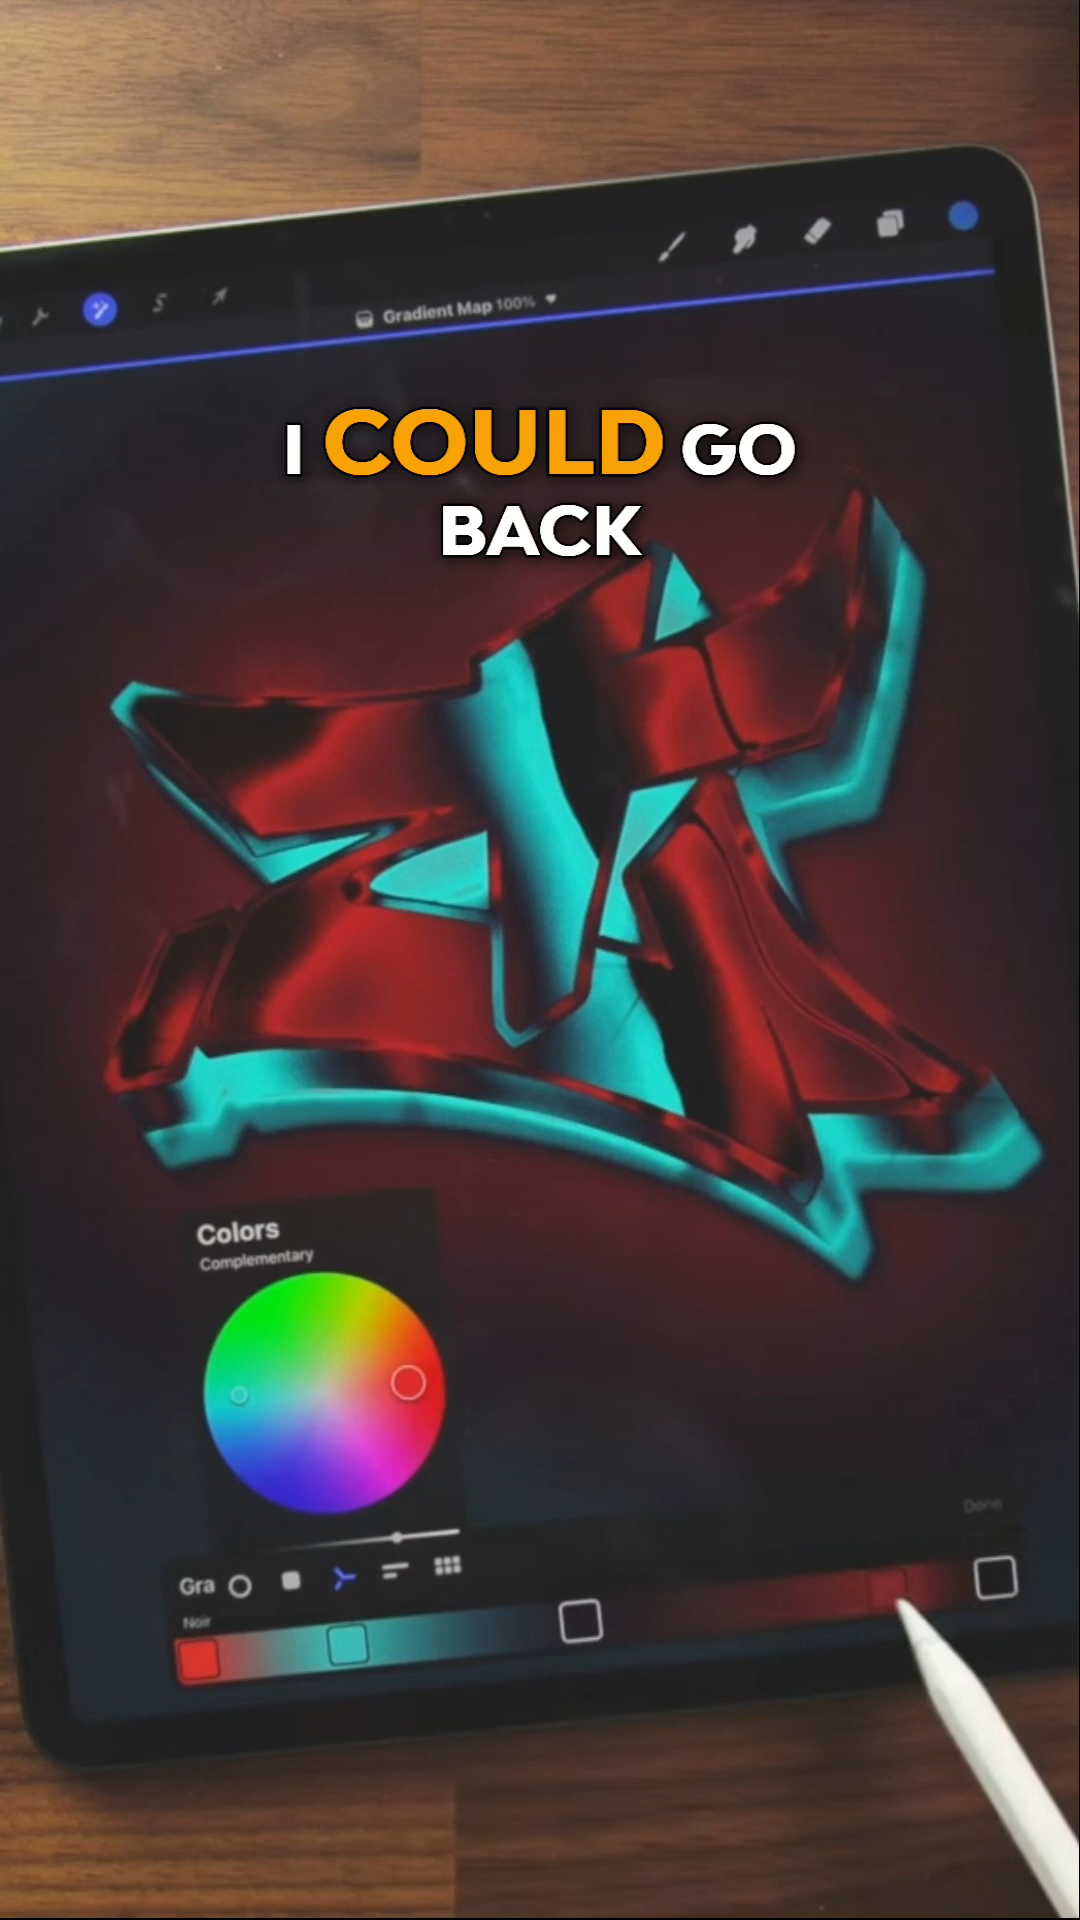 Gradient Map 100%
I COULD GO
BACK
Colors
Complementary
Done
Gra
Noir